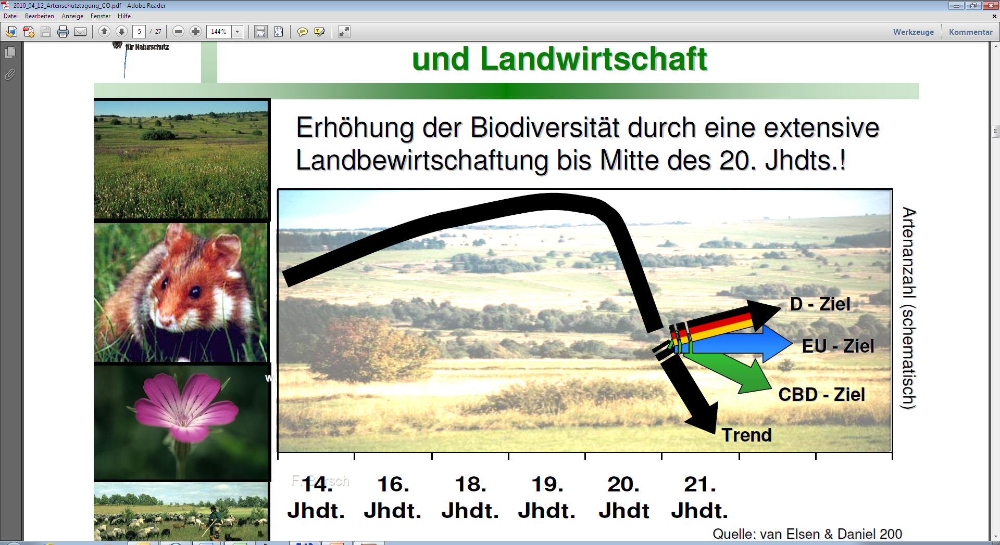 2010_04_12_Artenschutztagung_CO.pdf - Adobe Reader
Datei Bearbeiten Anzeige Fenster Hilfe
5 / 27
144%
Werkzeuge
Kommentar
für Naturschutz
und Landwirtschaft
Erhöhung der Biodiversität durch eine extensive
Landbewirtschaftung bis Mitte des 20. Jhdts.!
Artenanzahl (schematisch)
D - Ziel
EU - Ziel
CBD - Ziel
Trend
w.
F. Bursch
14. 16. 18. 19. 20. 21.
Jhdt. Jhdt. Jhdt. Jhdt. Jhdt Jhdt.
Quelle: van Elsen & Daniel 200